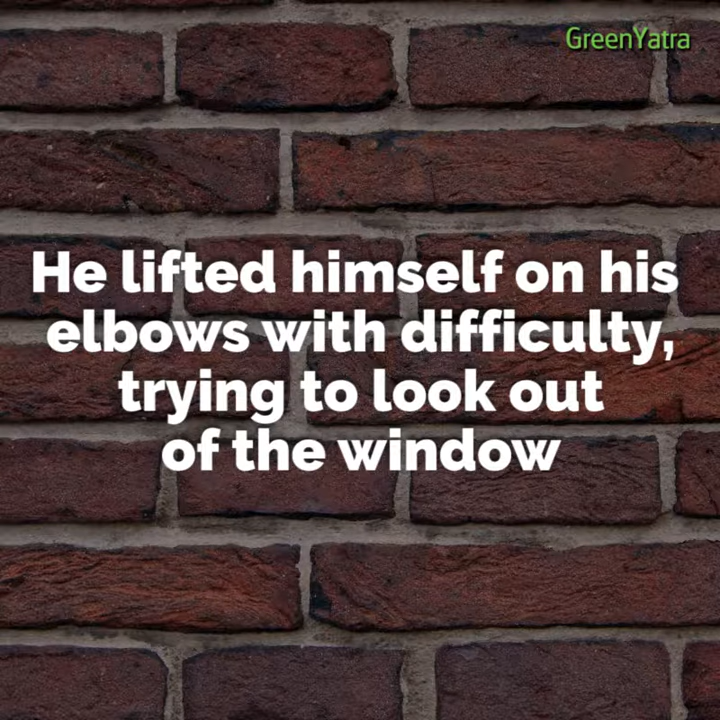 GreenYatra
He lifted himself on his
elbows with difficulty,
trying to look out
of the window